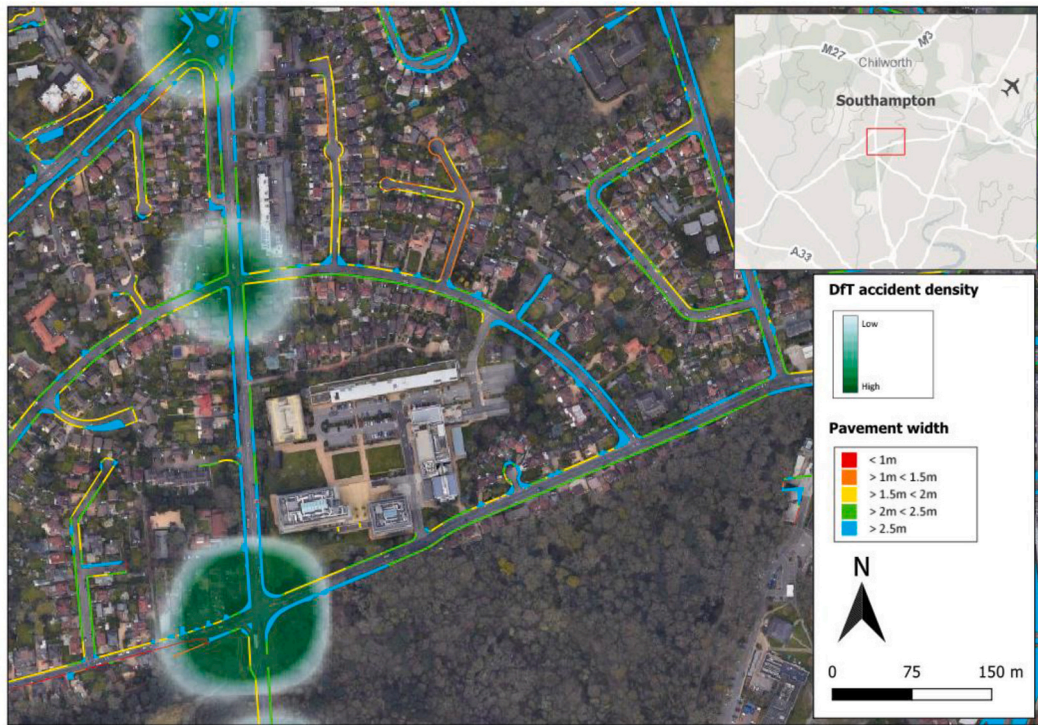 M27
M3
Chilworth
Southampton
A33
DfT accident density
Low
High
Pavement width
< 1m
> 1m < 1.5m
> 1.5m < 2m
> 2m < 2.5m
> 2.5m
N
0 75 150 m